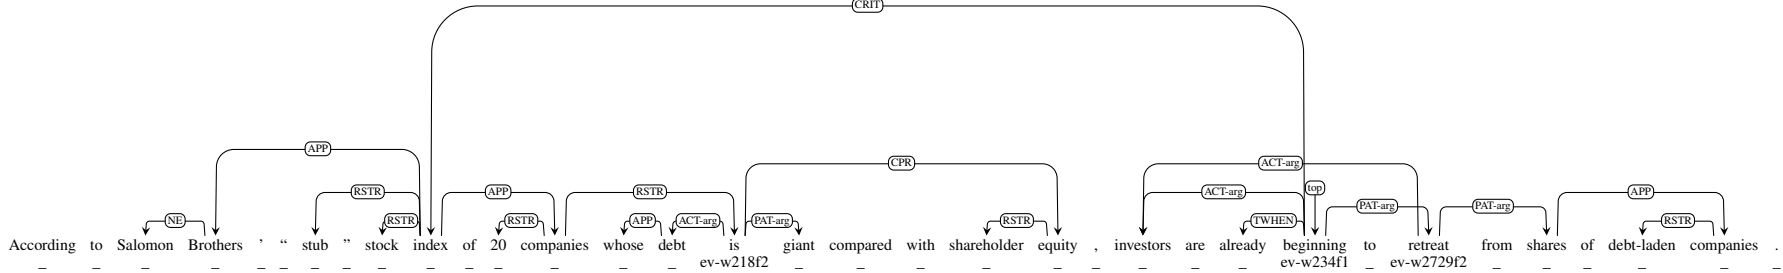 CRIT
APP
CPR ACT-arg
RSTR APP RSTR ACT-arg top APP
NE RSTR RSTR APP ACT-arg PAT-arg RSTR TWHEN PAT-arg PAT-arg RSTR
According to Salomon Brothers ’ “ stub ” stock index of 20 companies whose debt is giant compared with shareholder equity , investors are already beginning to retreat from shares of debt-laden companies .
_ _ _ _ _ _ _ _ _ _ _ _ _ _ _ ev-w218f2 _ _ _ _ _ _ _ _ _ ev-w234f1 _ ev-w2729f2 _ _ _ _ _ _